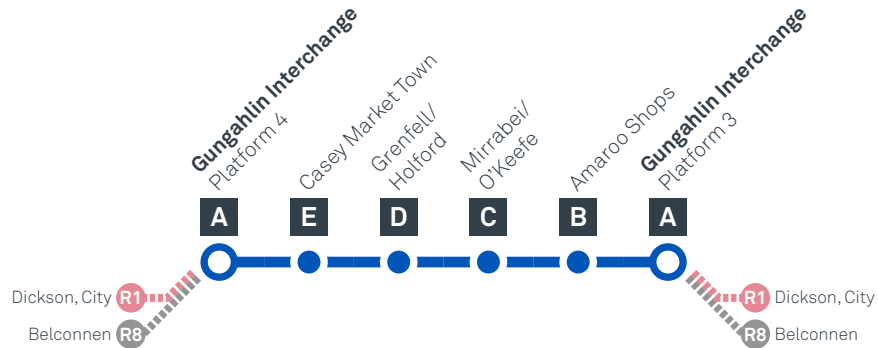 Gungahlin Interchange
Platform 4
Casey Market Town
Grenfell/
Holford
Mirrabei/
O'Keefe
Amaroo Shops
Gungahlin Interchange
Platform 3
A
E
D
C
B
A
Dickson, City R1
R1 Dickson, City
Belconnen R8
R8 Belconnen